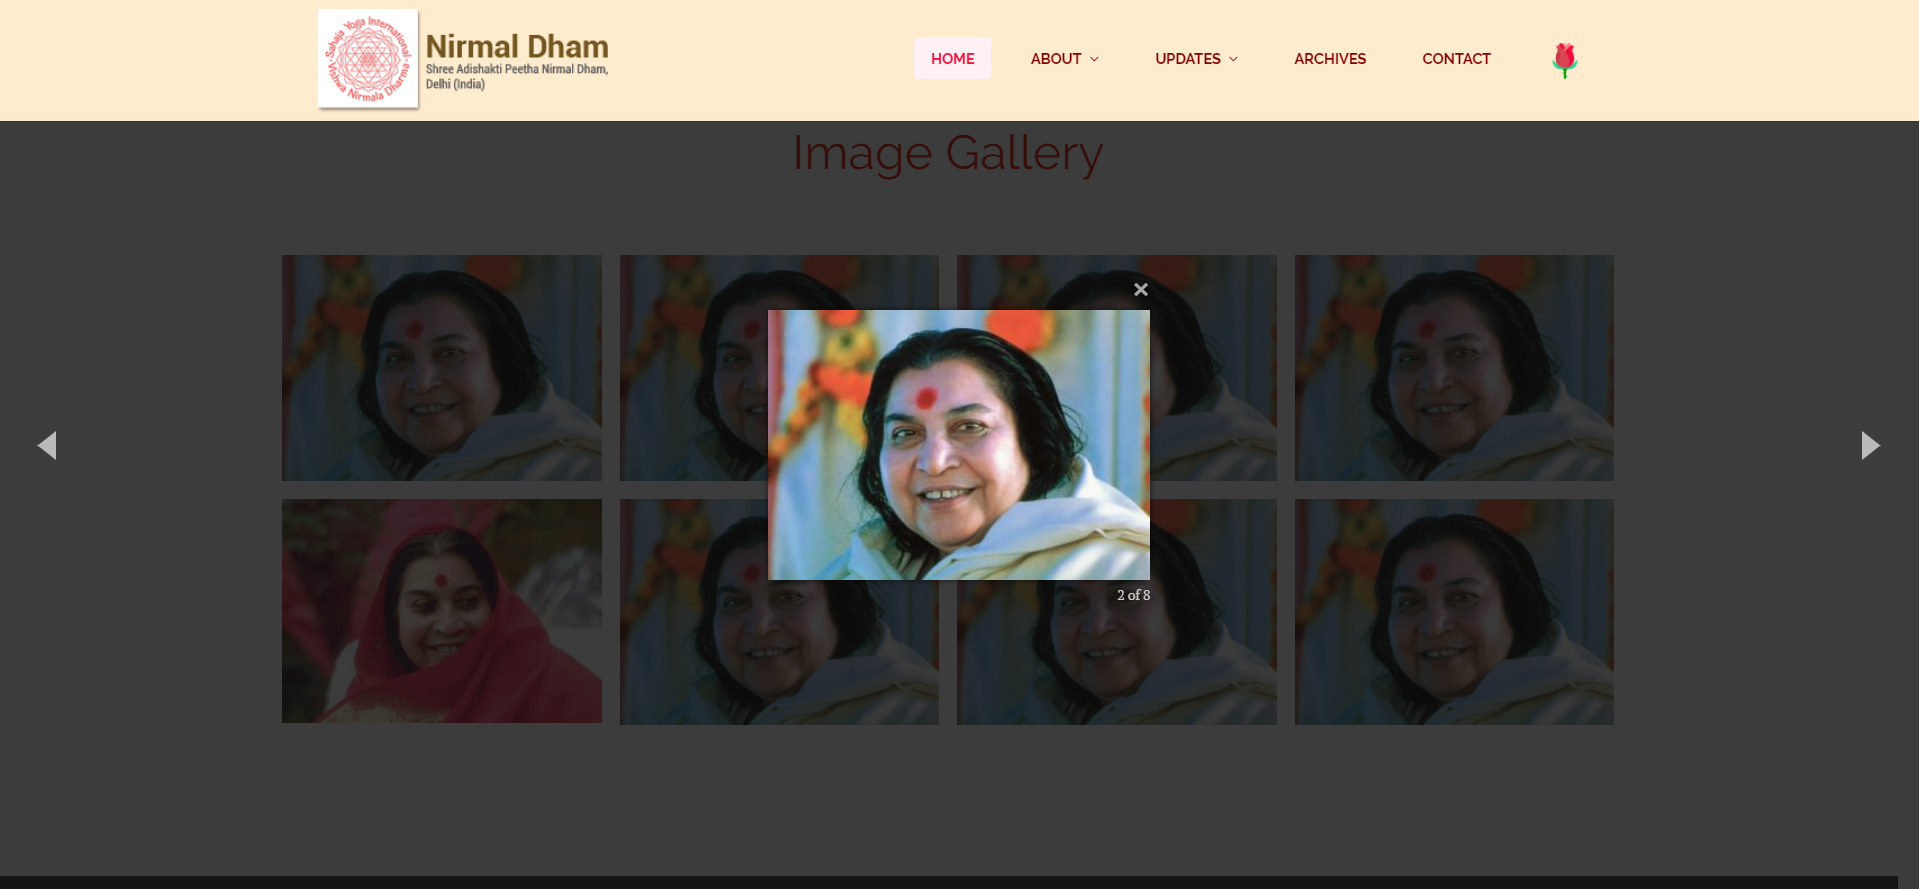 Sahaja Yoga International
Vishwa Nirmala Dharma
Nirmal Dham
Shree Adishakti Peetha Nirmal Dham,
Delhi (India)
HOME
ABOUT
UPDATES
ARCHIVES
CONTACT
Image Gallery
2 of 8